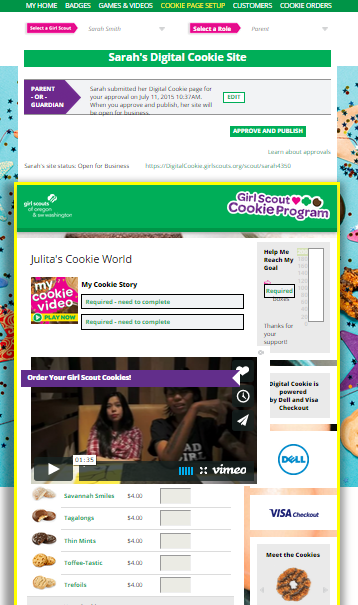 MY HOME BADGES GAMES & VIDEOS COOKIE PAGE SETUP CUSTOMERS COOKIE ORDERS
Select a Girl Scout Sarah Smith Select a Role Parent
Sarah's Digital Cookie Site
PARENT
- OR -
GUARDIAN
Sarah submitted her Digital Cookie page for
your approval on July 11, 2015 10:37AM.
When you approve and publish, her site will
be open for business.
EDIT
APPROVE AND PUBLISH
Learn about approvals
Sarah's site status: Open for Business https://DigitalCookie.girlscouts.org/scout/sarah4350
girl scouts
of oregon
& sw washington
Girl Scout
Cookie Program
Julita's Cookie World
my
cookie
video
PLAY NOW
My Cookie Story
Required - need to complete
Required - need to complete
Help Me
Reach My
Goal
Required
boxes
Thanks for
your
support!
Order Your Girl Scout Cookies!
BAD
GIRL
01:35
vimeo
Digital Cookie is
powered
by Dell and Visa
Checkout
DELL
VISA Checkout
Meet the Cookies
Savannah Smiles $4.00
Tagalongs $4.00
Thin Mints $4.00
Toffee-Tastic $4.00
Trefoils $4.00